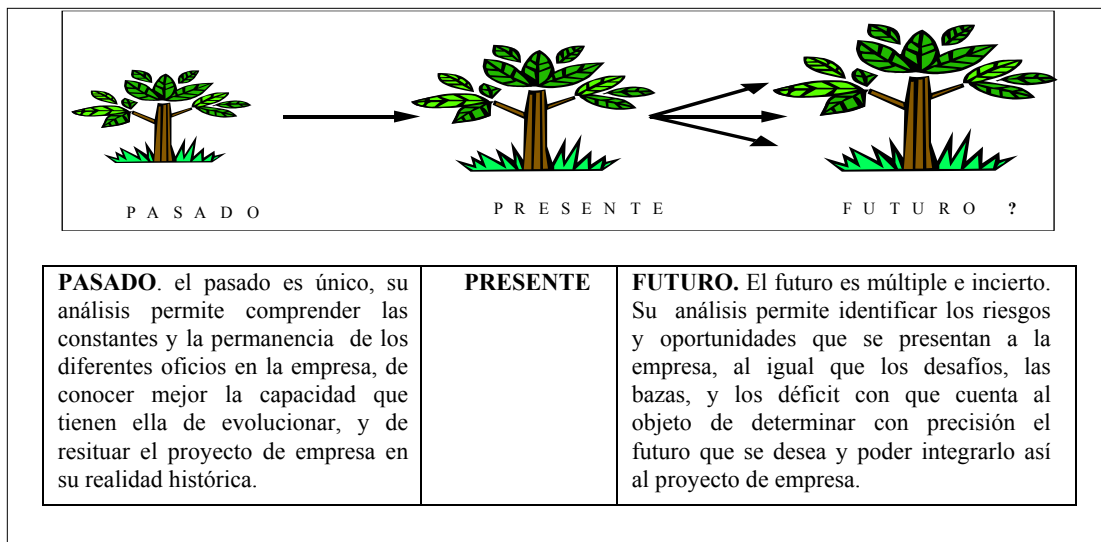 P A S A D O
P R E S E N T E
F U T U R O ?
PASADO. el pasado es único, su
análisis permite comprender las
constantes y la permanencia de los
diferentes oficios en la empresa, de
conocer mejor la capacidad que
tienen ella de evolucionar, y de
resituar el proyecto de empresa en
su realidad histórica.
PRESENTE
FUTURO. El futuro es múltiple e incierto.
Su análisis permite identificar los riesgos
y oportunidades que se presentan a la
empresa, al igual que los desafíos, las
bazas, y los déficit con que cuenta al
objeto de determinar con precisión el
futuro que se desea y poder integrarlo así
al proyecto de empresa.